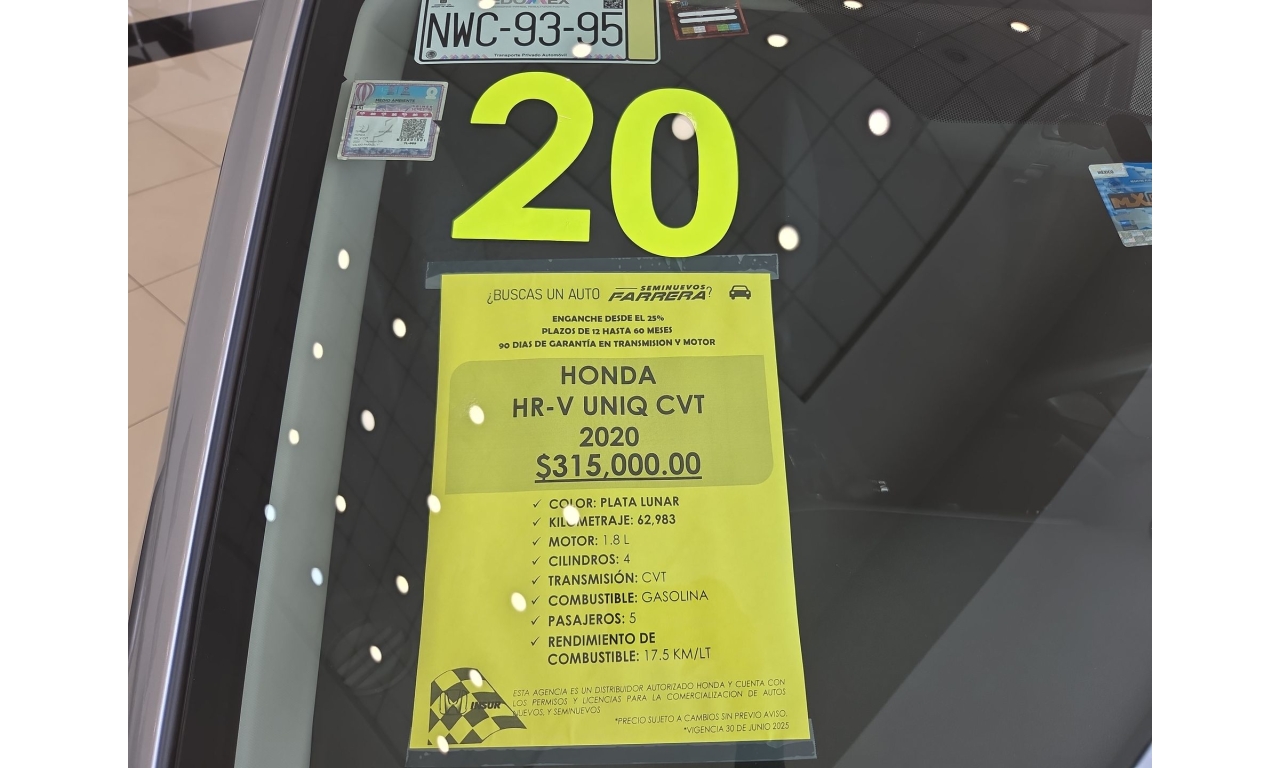 EDOMEX
NWC-93-95
Transporte Privado Automóvil
MEDIO AMBIENTE
20
MÉXICO
¿BUSCAS UN AUTO SEMINUEVOS FARRERA?
ENGANCHE DESDE EL 25%
PLAZOS DE 12 HASTA 60 MESES
90 DIAS DE GARANTÍA EN TRANSMISION Y MOTOR
HONDA
HR-V UNIQ CVT
2020
$315,000.00
✓ COLOR: PLATA LUNAR
✓ KILOMETRAJE: 62,983
✓ MOTOR: 1.8 L
✓ CILINDROS: 4
✓ TRANSMISIÓN: CVT
✓ COMBUSTIBLE: GASOLINA
✓ PASAJEROS: 5
✓ RENDIMIENTO DE
COMBUSTIBLE: 17.5 KM/LT
INSUR
ESTA AGENCIA ES UN DISTRIBUIDOR AUTORIZADO HONDA Y CUENTA CON
LOS PERMISOS Y LICENCIAS PARA LA COMERCIALIZACION DE AUTOS
NUEVOS, Y SEMINUEVOS
*PRECIO SUJETO A CAMBIOS SIN PREVIO AVISO.
*VIGENCIA 30 DE JUNIO 2025